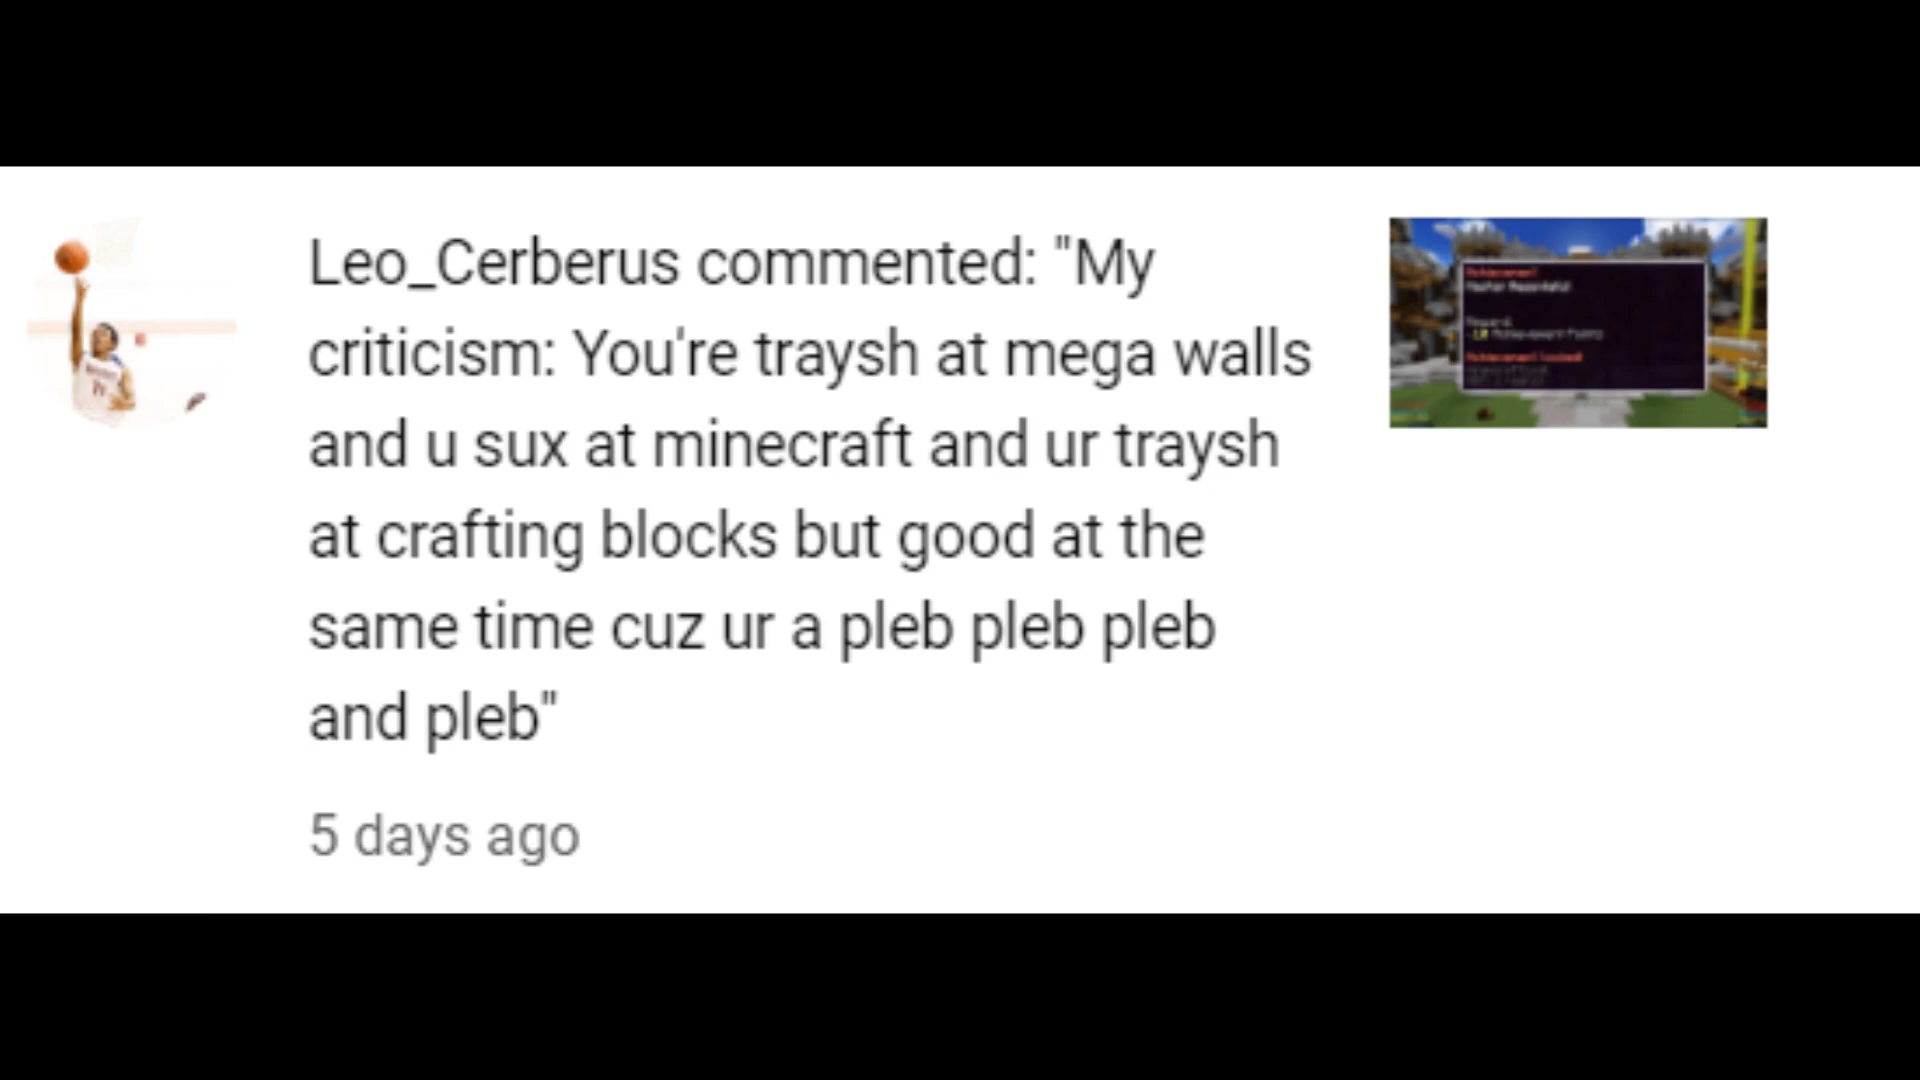 Leo_Cerberus commented: "My
criticism: You're traysh at mega walls
and u sux at minecraft and ur traysh
at crafting blocks but good at the
same time cuz ur a pleb pleb pleb
and pleb"
5 days ago